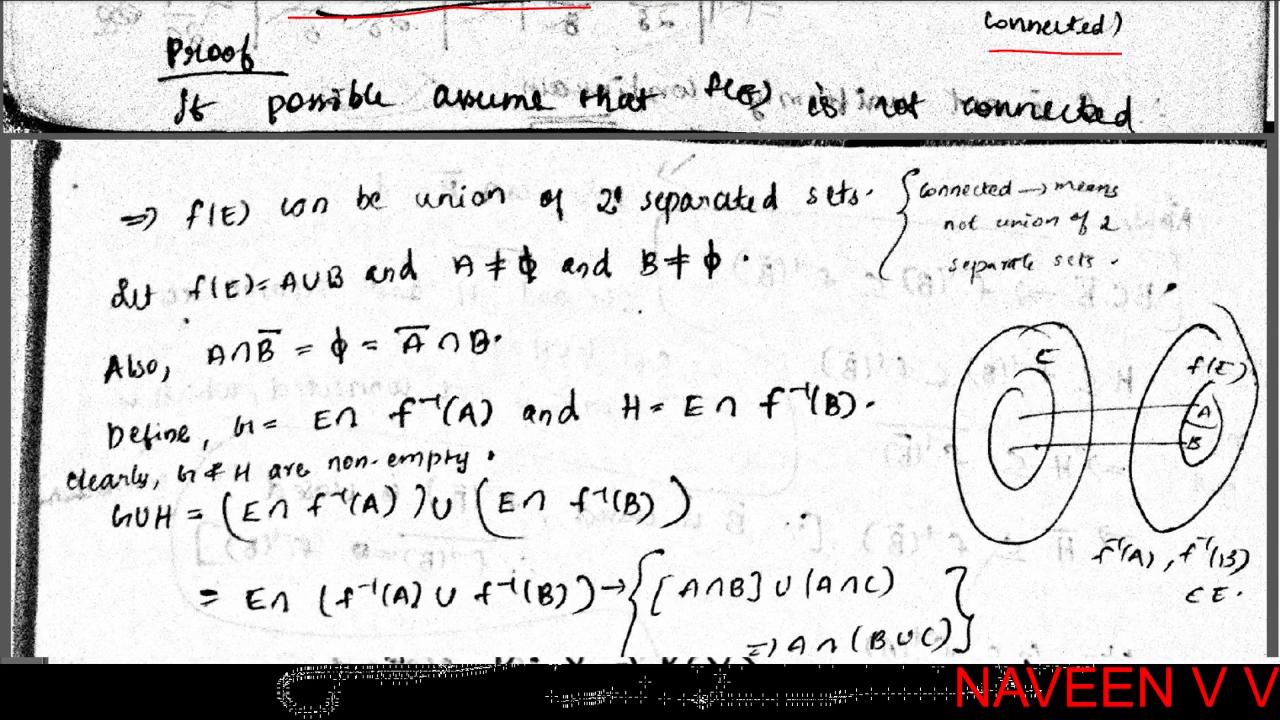 connected)
Proof
If possible assume that f(E) is not connected
⇒ f(E) can be union of 2 separated sets. {connected → means
not union of 2
separate sets.
Let f(E) = A∪B and A ≠ ϕ and B ≠ ϕ.
Also, A∩B̅ = ϕ = A̅∩B.
E
f(E)
A
B
Define, G = E∩ f⁻¹(A) and H = E∩ f⁻¹(B).
Clearly, G & H are non-empty.
G∪H = (E∩ f⁻¹(A)) ∪ (E∩ f⁻¹(B))
f⁻¹(A), f⁻¹(B)
⊂ E.
= E∩ (f⁻¹(A) ∪ f⁻¹(B)) → {[A∩B] ∪ (A∩C)
⇒ A∩(B∪C)}
NAVEEN V V